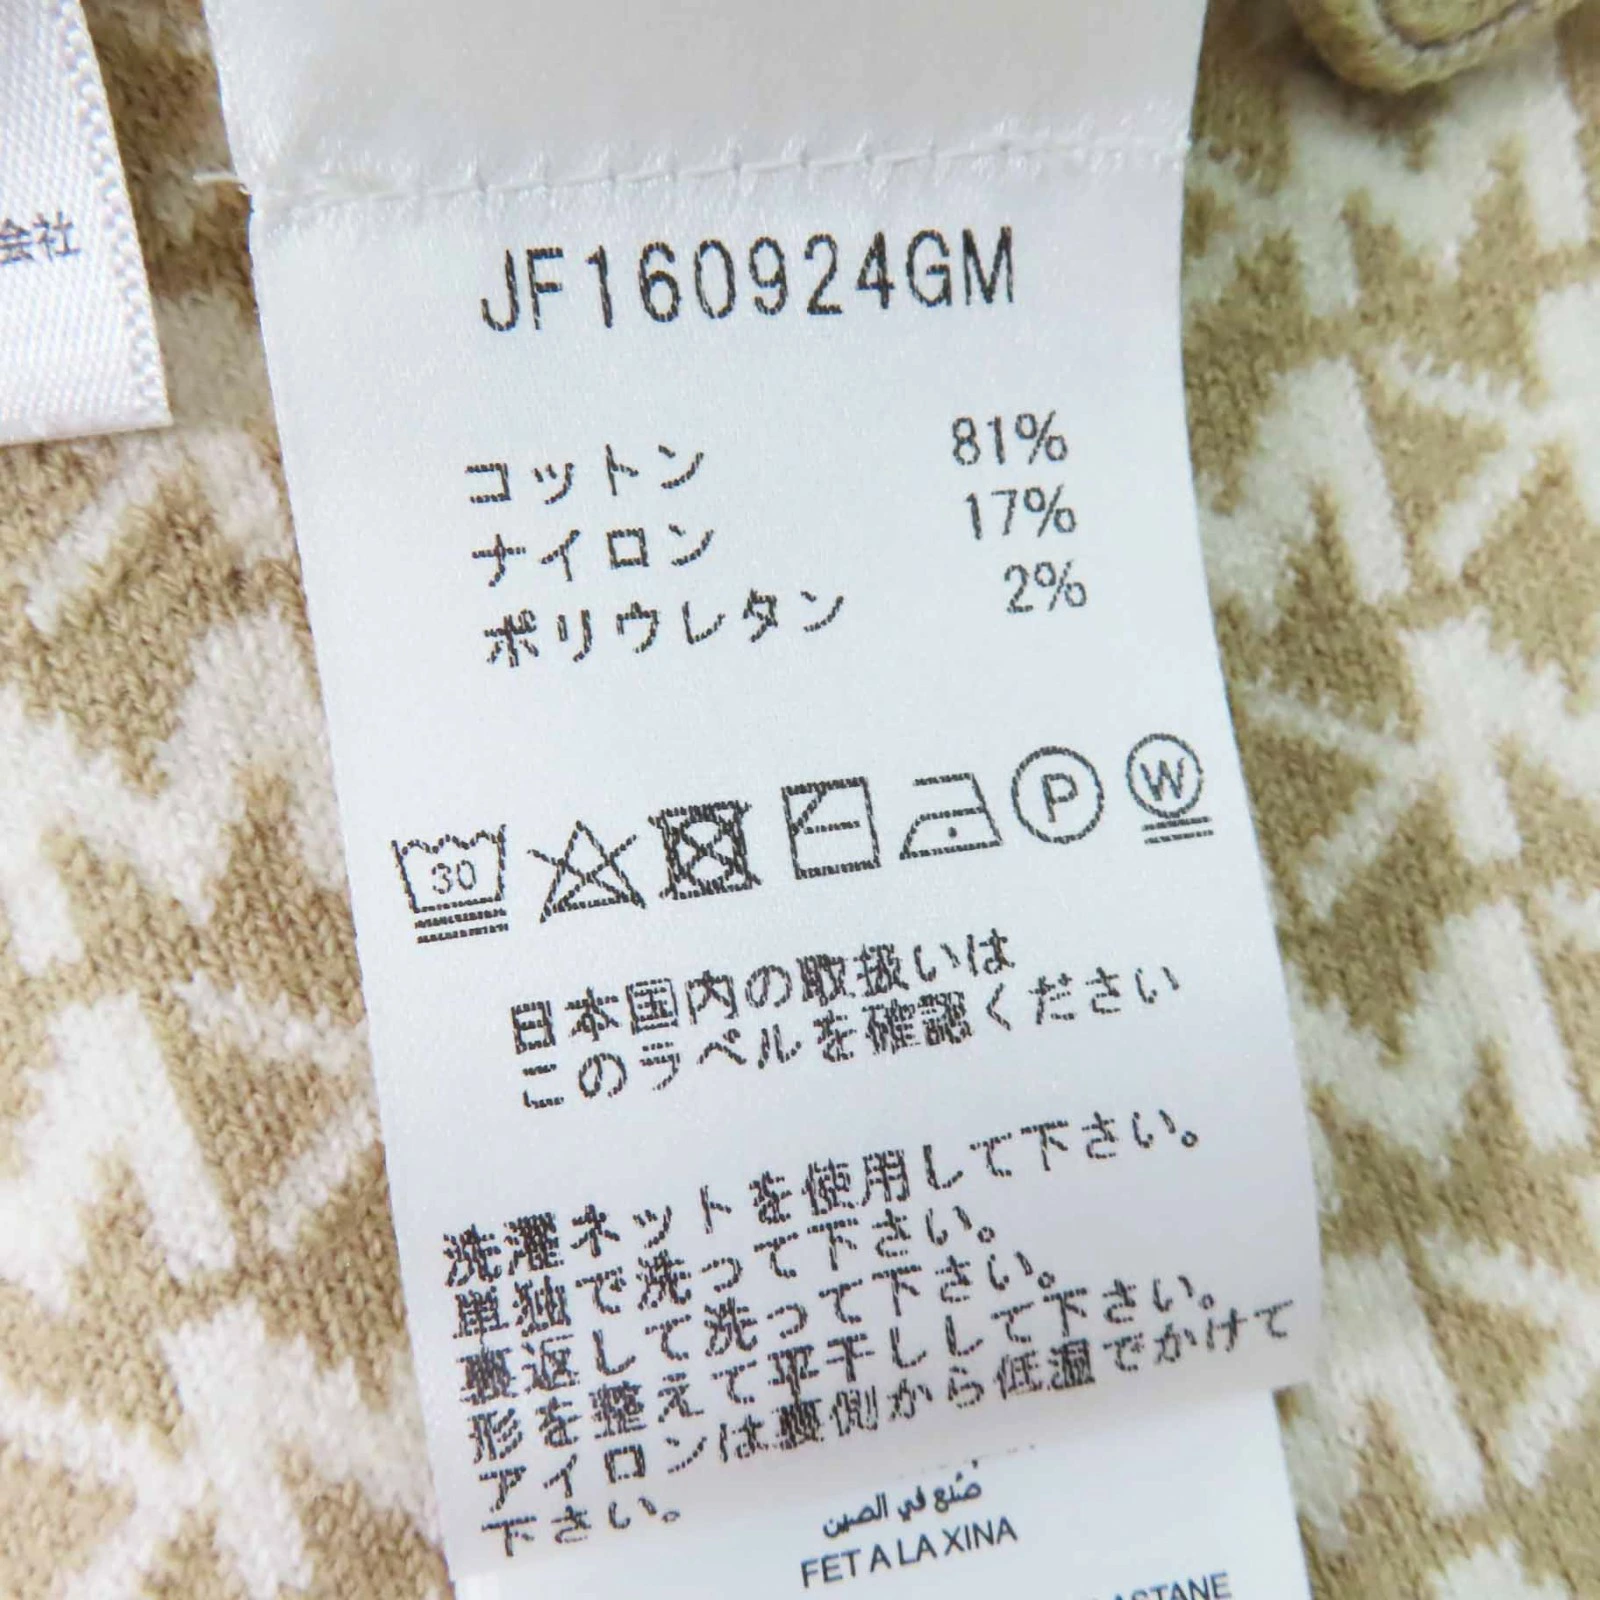 会社
JF160924GM
コットン 81%
ナイロン 17%
ポリウレタン 2%
30
P
W
日本国内の取扱いは
このラベルを確認ください
洗濯ネットを使用して下さい。
単独で洗って下さい。
裏返して洗って下さい。
形を整えて平干しして下さい。
アイロンは裏側から低温でかけて
下さい。
صُنع في الصين
FET A LA XINA